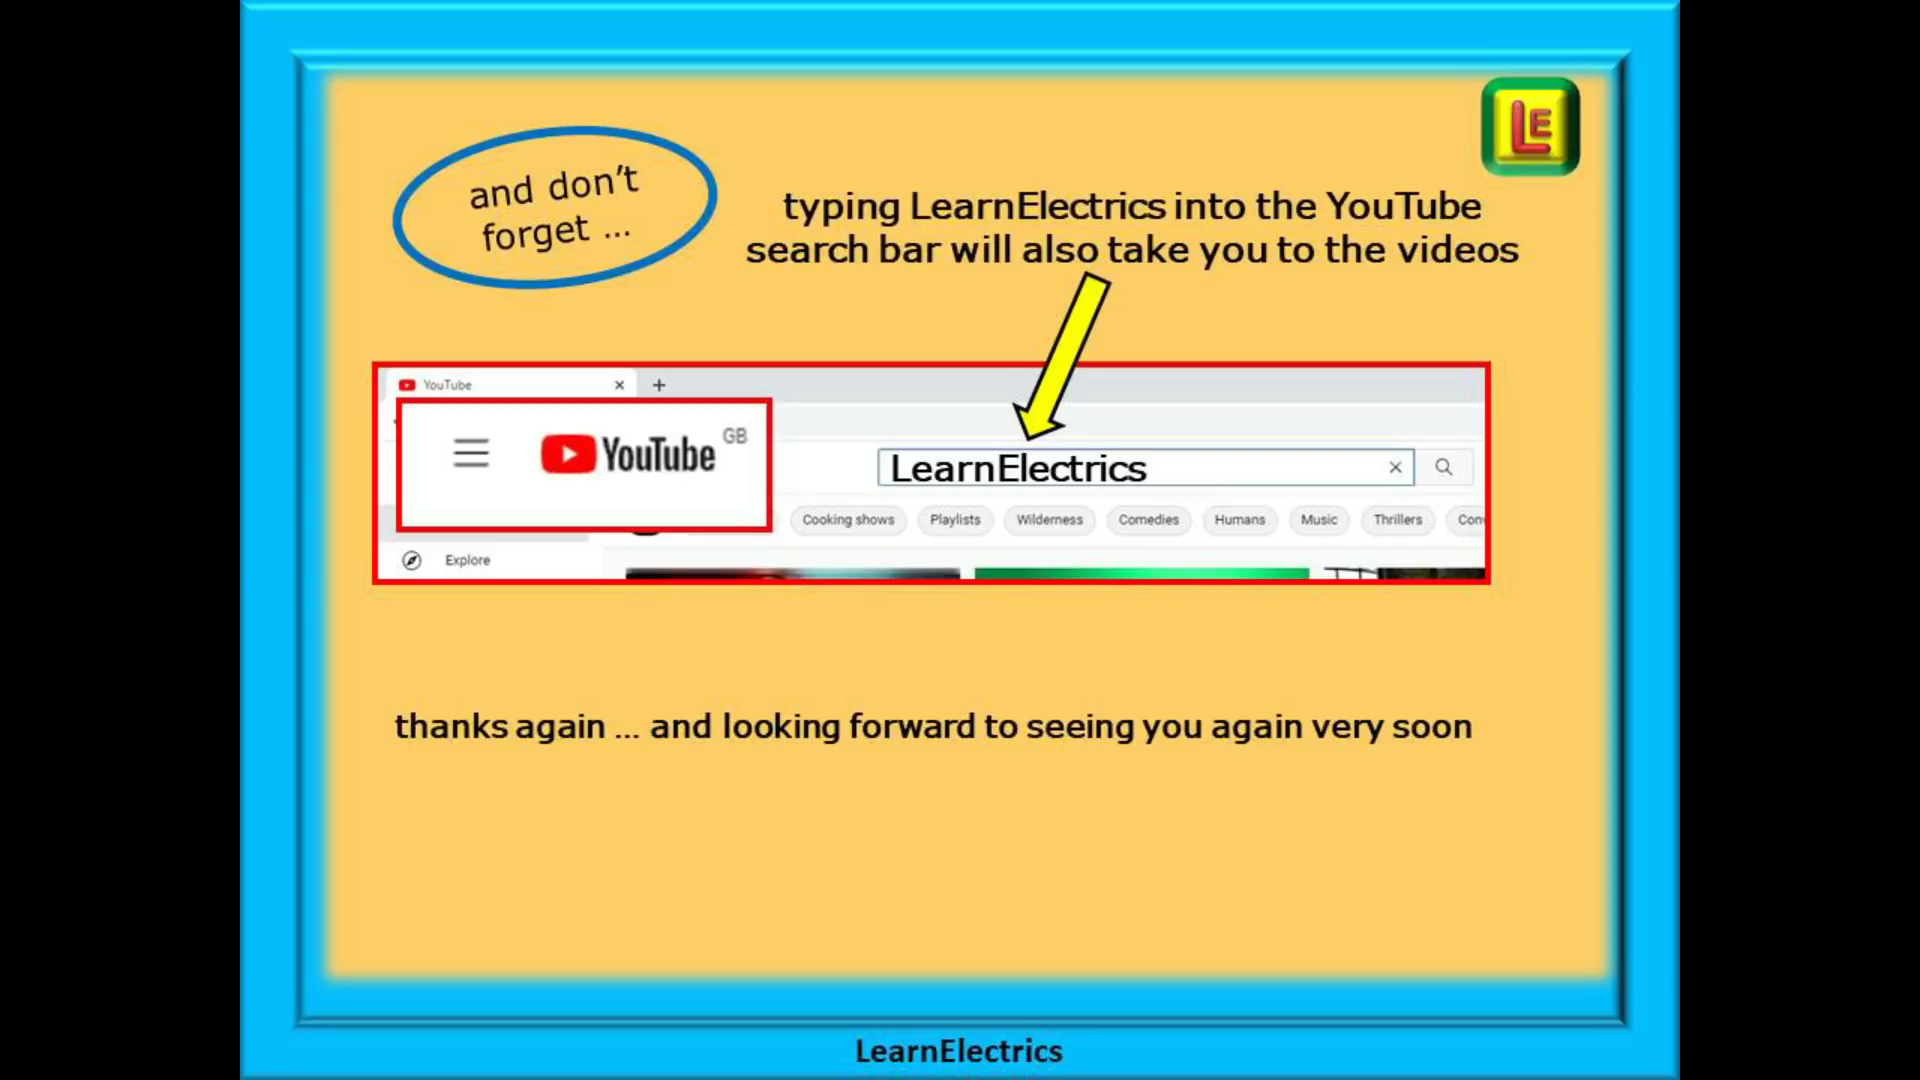 LE
and don't
forget ...
typing LearnElectrics into the YouTube
search bar will also take you to the videos
YouTube
YouTube GB
LearnElectrics
Cooking shows Playlists Wilderness Comedies Humans Music Thrillers
Explore
thanks again ... and looking forward to seeing you again very soon
LearnElectrics